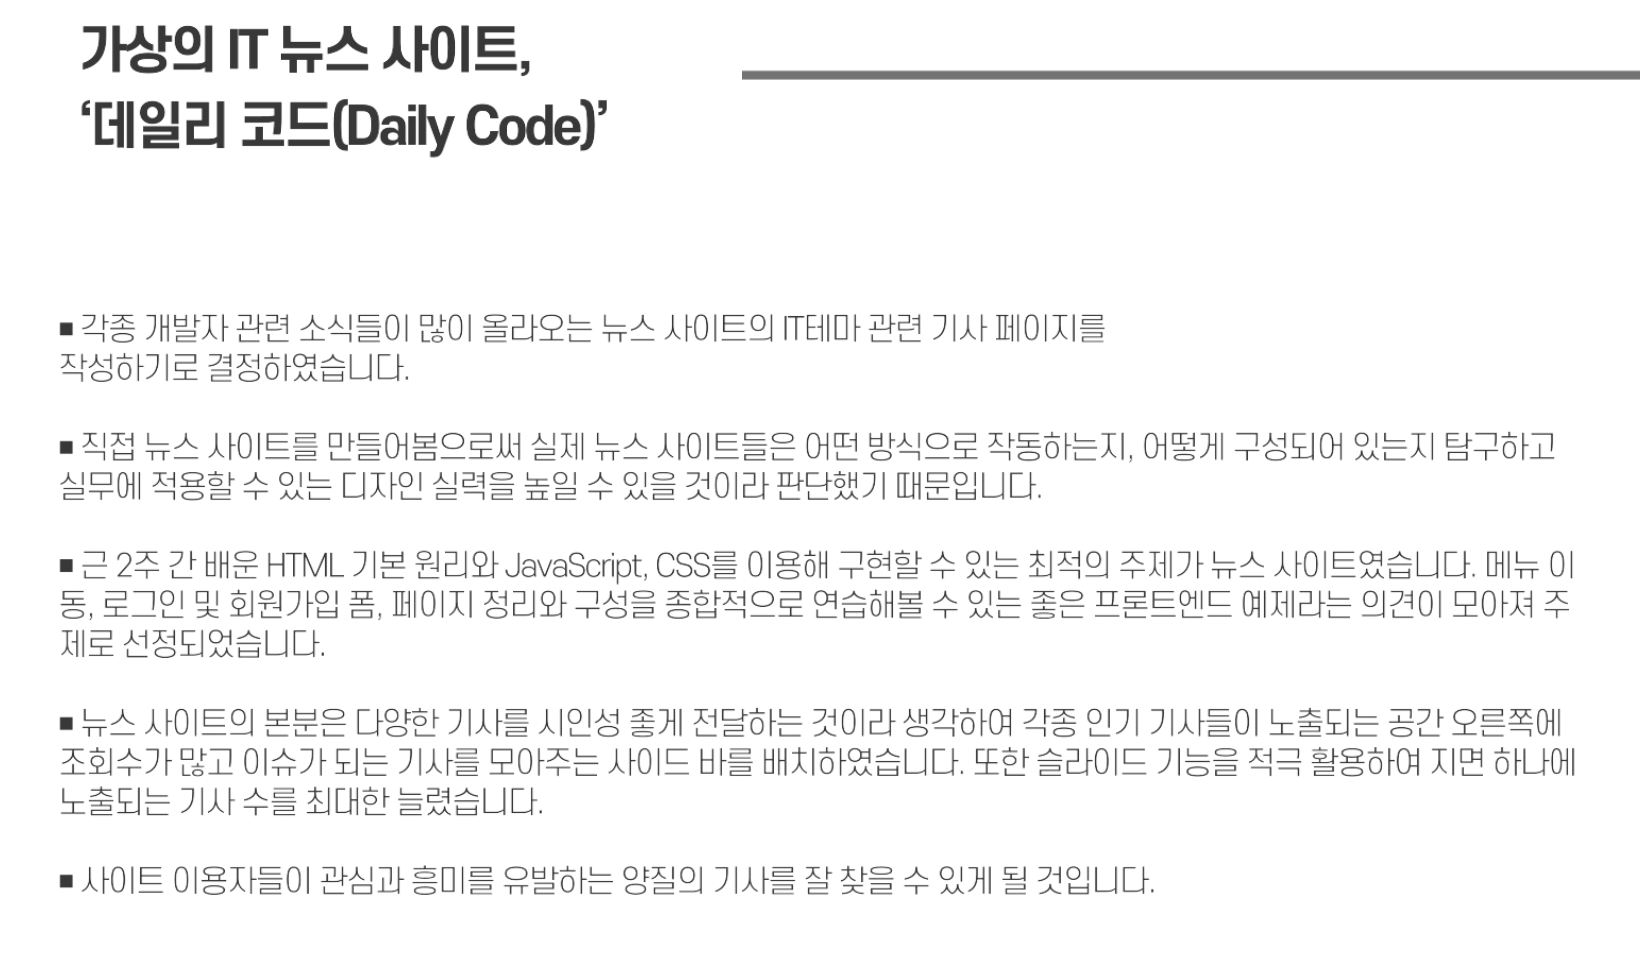 가상의 IT 뉴스 사이트,
‘데일리 코드(Daily Code)’
▪ 각종 개발자 관련 소식들이 많이 올라오는 뉴스 사이트의 IT테마 관련 기사 페이지를
작성하기로 결정하였습니다.
▪ 직접 뉴스 사이트를 만들어봄으로써 실제 뉴스 사이트들은 어떤 방식으로 작동하는지, 어떻게 구성되어 있는지 탐구하고
실무에 적용할 수 있는 디자인 실력을 높일 수 있을 것이라 판단했기 때문입니다.
▪ 근 2주 간 배운 HTML 기본 원리와 JavaScript, CSS를 이용해 구현할 수 있는 최적의 주제가 뉴스 사이트였습니다. 메뉴 이
동, 로그인 및 회원가입 폼, 페이지 정리와 구성을 종합적으로 연습해볼 수 있는 좋은 프론트엔드 예제라는 의견이 모아져 주
제로 선정되었습니다.
▪ 뉴스 사이트의 본분은 다양한 기사를 시인성 좋게 전달하는 것이라 생각하여 각종 인기 기사들이 노출되는 공간 오른쪽에
조회수가 많고 이슈가 되는 기사를 모아주는 사이드 바를 배치하였습니다. 또한 슬라이드 기능을 적극 활용하여 지면 하나에
노출되는 기사 수를 최대한 늘렸습니다.
▪ 사이트 이용자들이 관심과 흥미를 유발하는 양질의 기사를 잘 찾을 수 있게 될 것입니다.